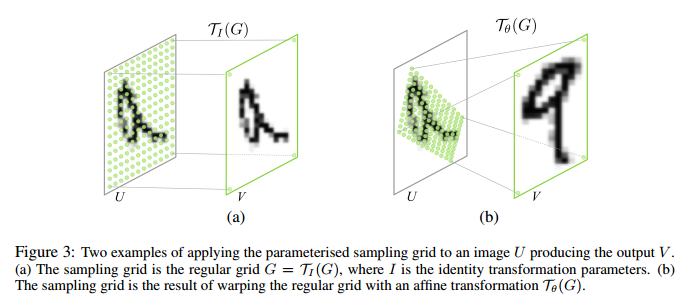 𝒯_I(G)
𝒯_θ(G)
U
V
U
V
(a)
(b)
Figure 3: Two examples of applying the parameterised sampling grid to an image U producing the output V.
(a) The sampling grid is the regular grid G = 𝒯_I(G), where I is the identity transformation parameters. (b)
The sampling grid is the result of warping the regular grid with an affine transformation 𝒯_θ(G).